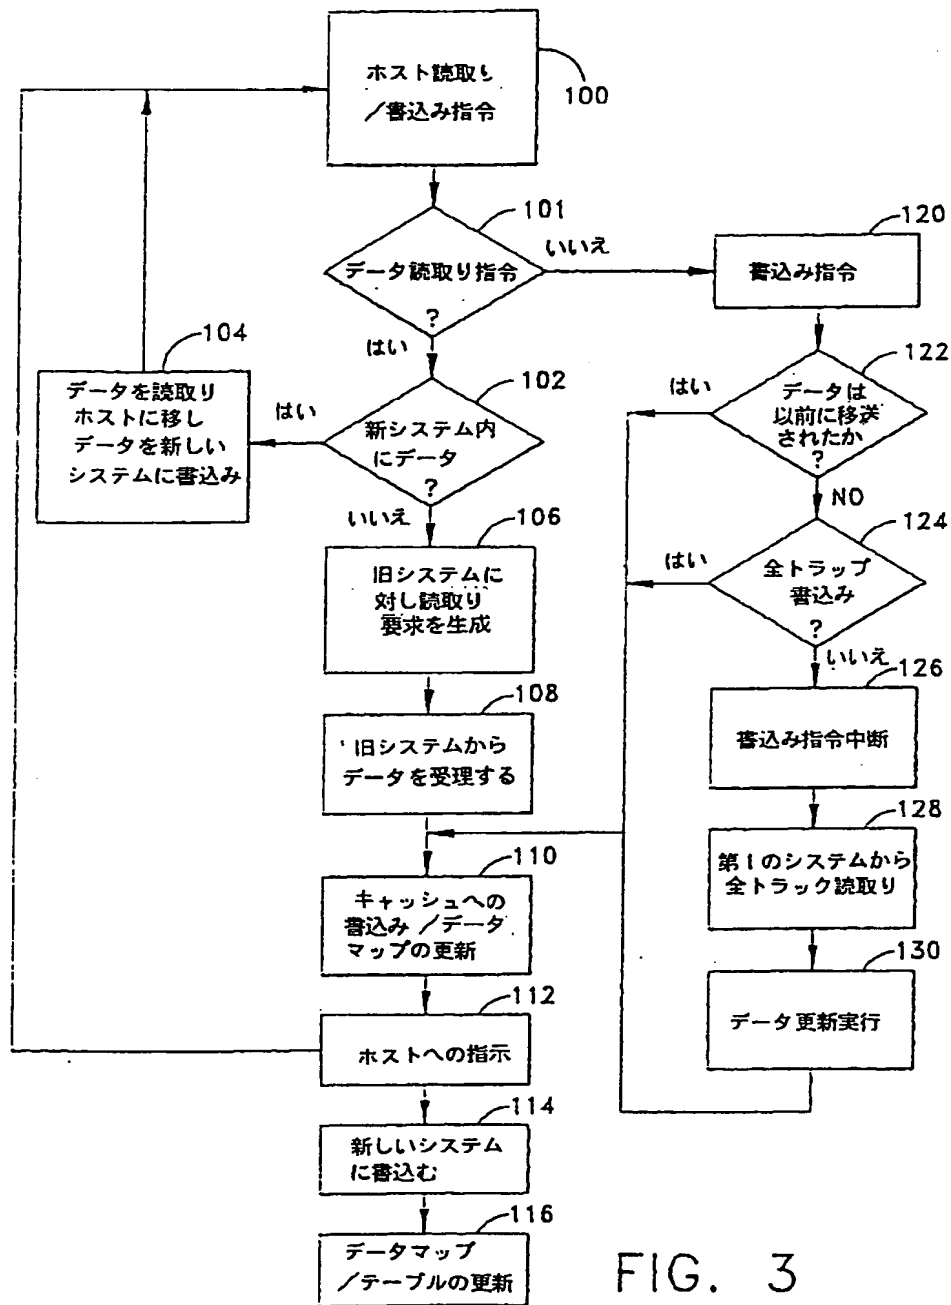 ホスト読取り
/書込み指令
100
101
データ読取り指令
?
いいえ
はい
120
書込み指令
122
データは
以前に移送
されたか
?
はい
NO
104
データを読取り
ホストに移し
データを新しい
システムに書込み
102
新システム内
にデータ
?
はい
いいえ
124
全トラップ
書込み
?
はい
いいえ
106
旧システムに
対し読取り
要求を生成
126
書込み指令中断
108
旧システムから
データを受理する
128
第1のシステムから
全トラック読取り
110
キャッシュへの
書込み/データ
マップの更新
130
データ更新実行
112
ホストへの指示
114
新しいシステム
に書込む
116
データマップ
/テーブルの更新
FIG. 3